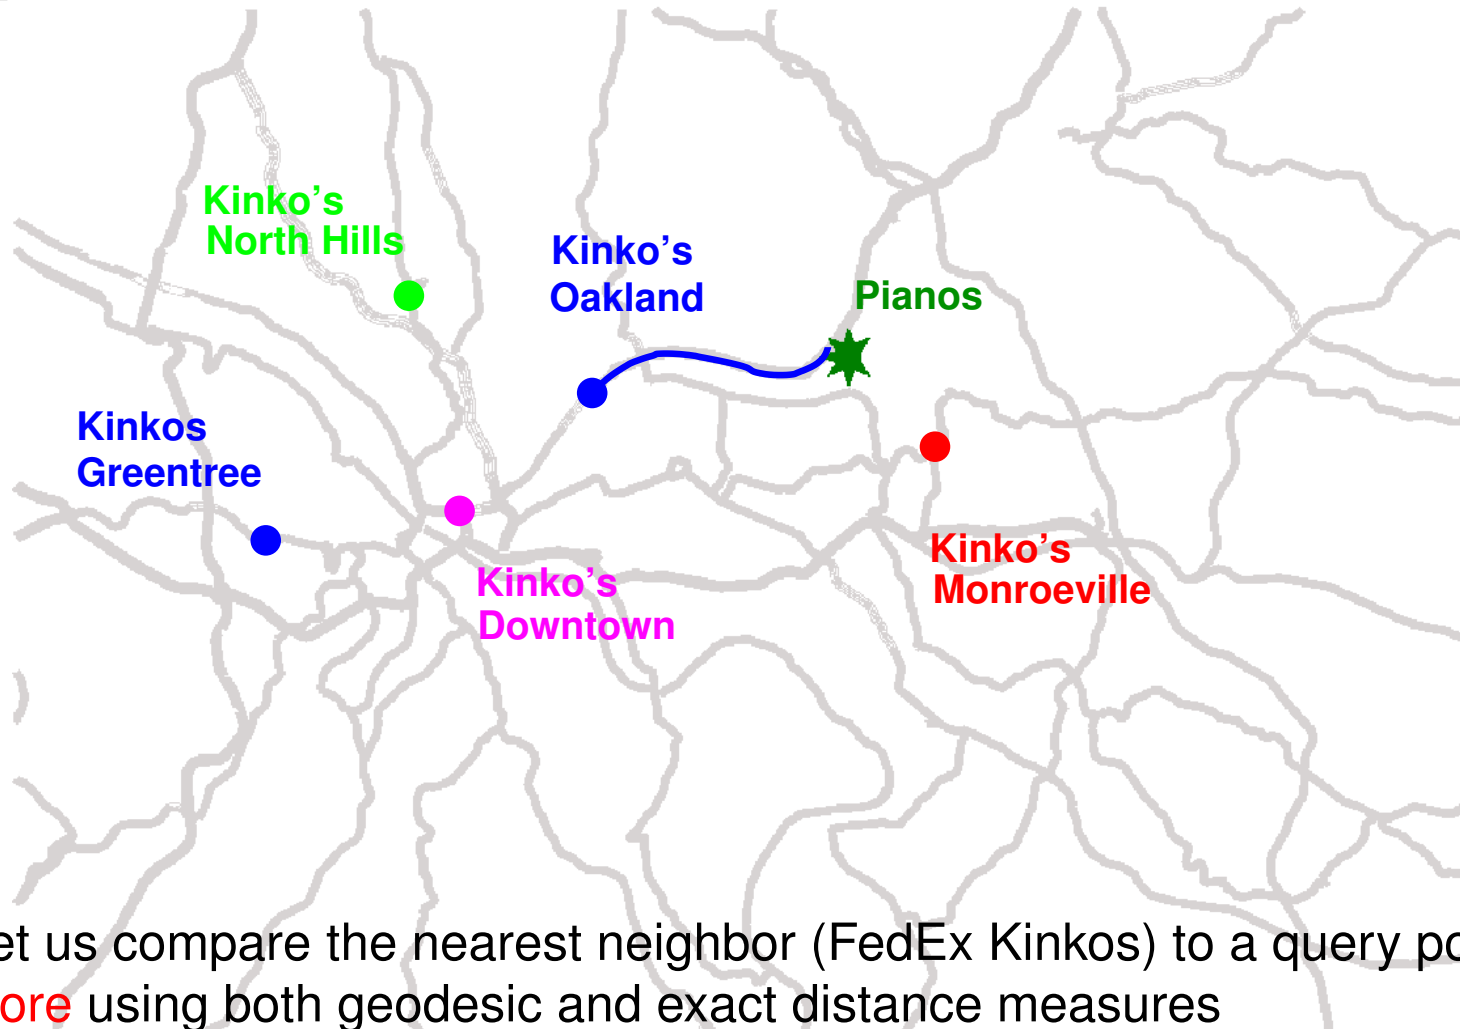 Kinko's
North Hills
Kinko's
Oakland
Pianos
Kinkos
Greentree
Kinko's
Monroeville
Kinko's
Downtown
et us compare the nearest neighbor (FedEx Kinkos) to a query po
ore using both geodesic and exact distance measures